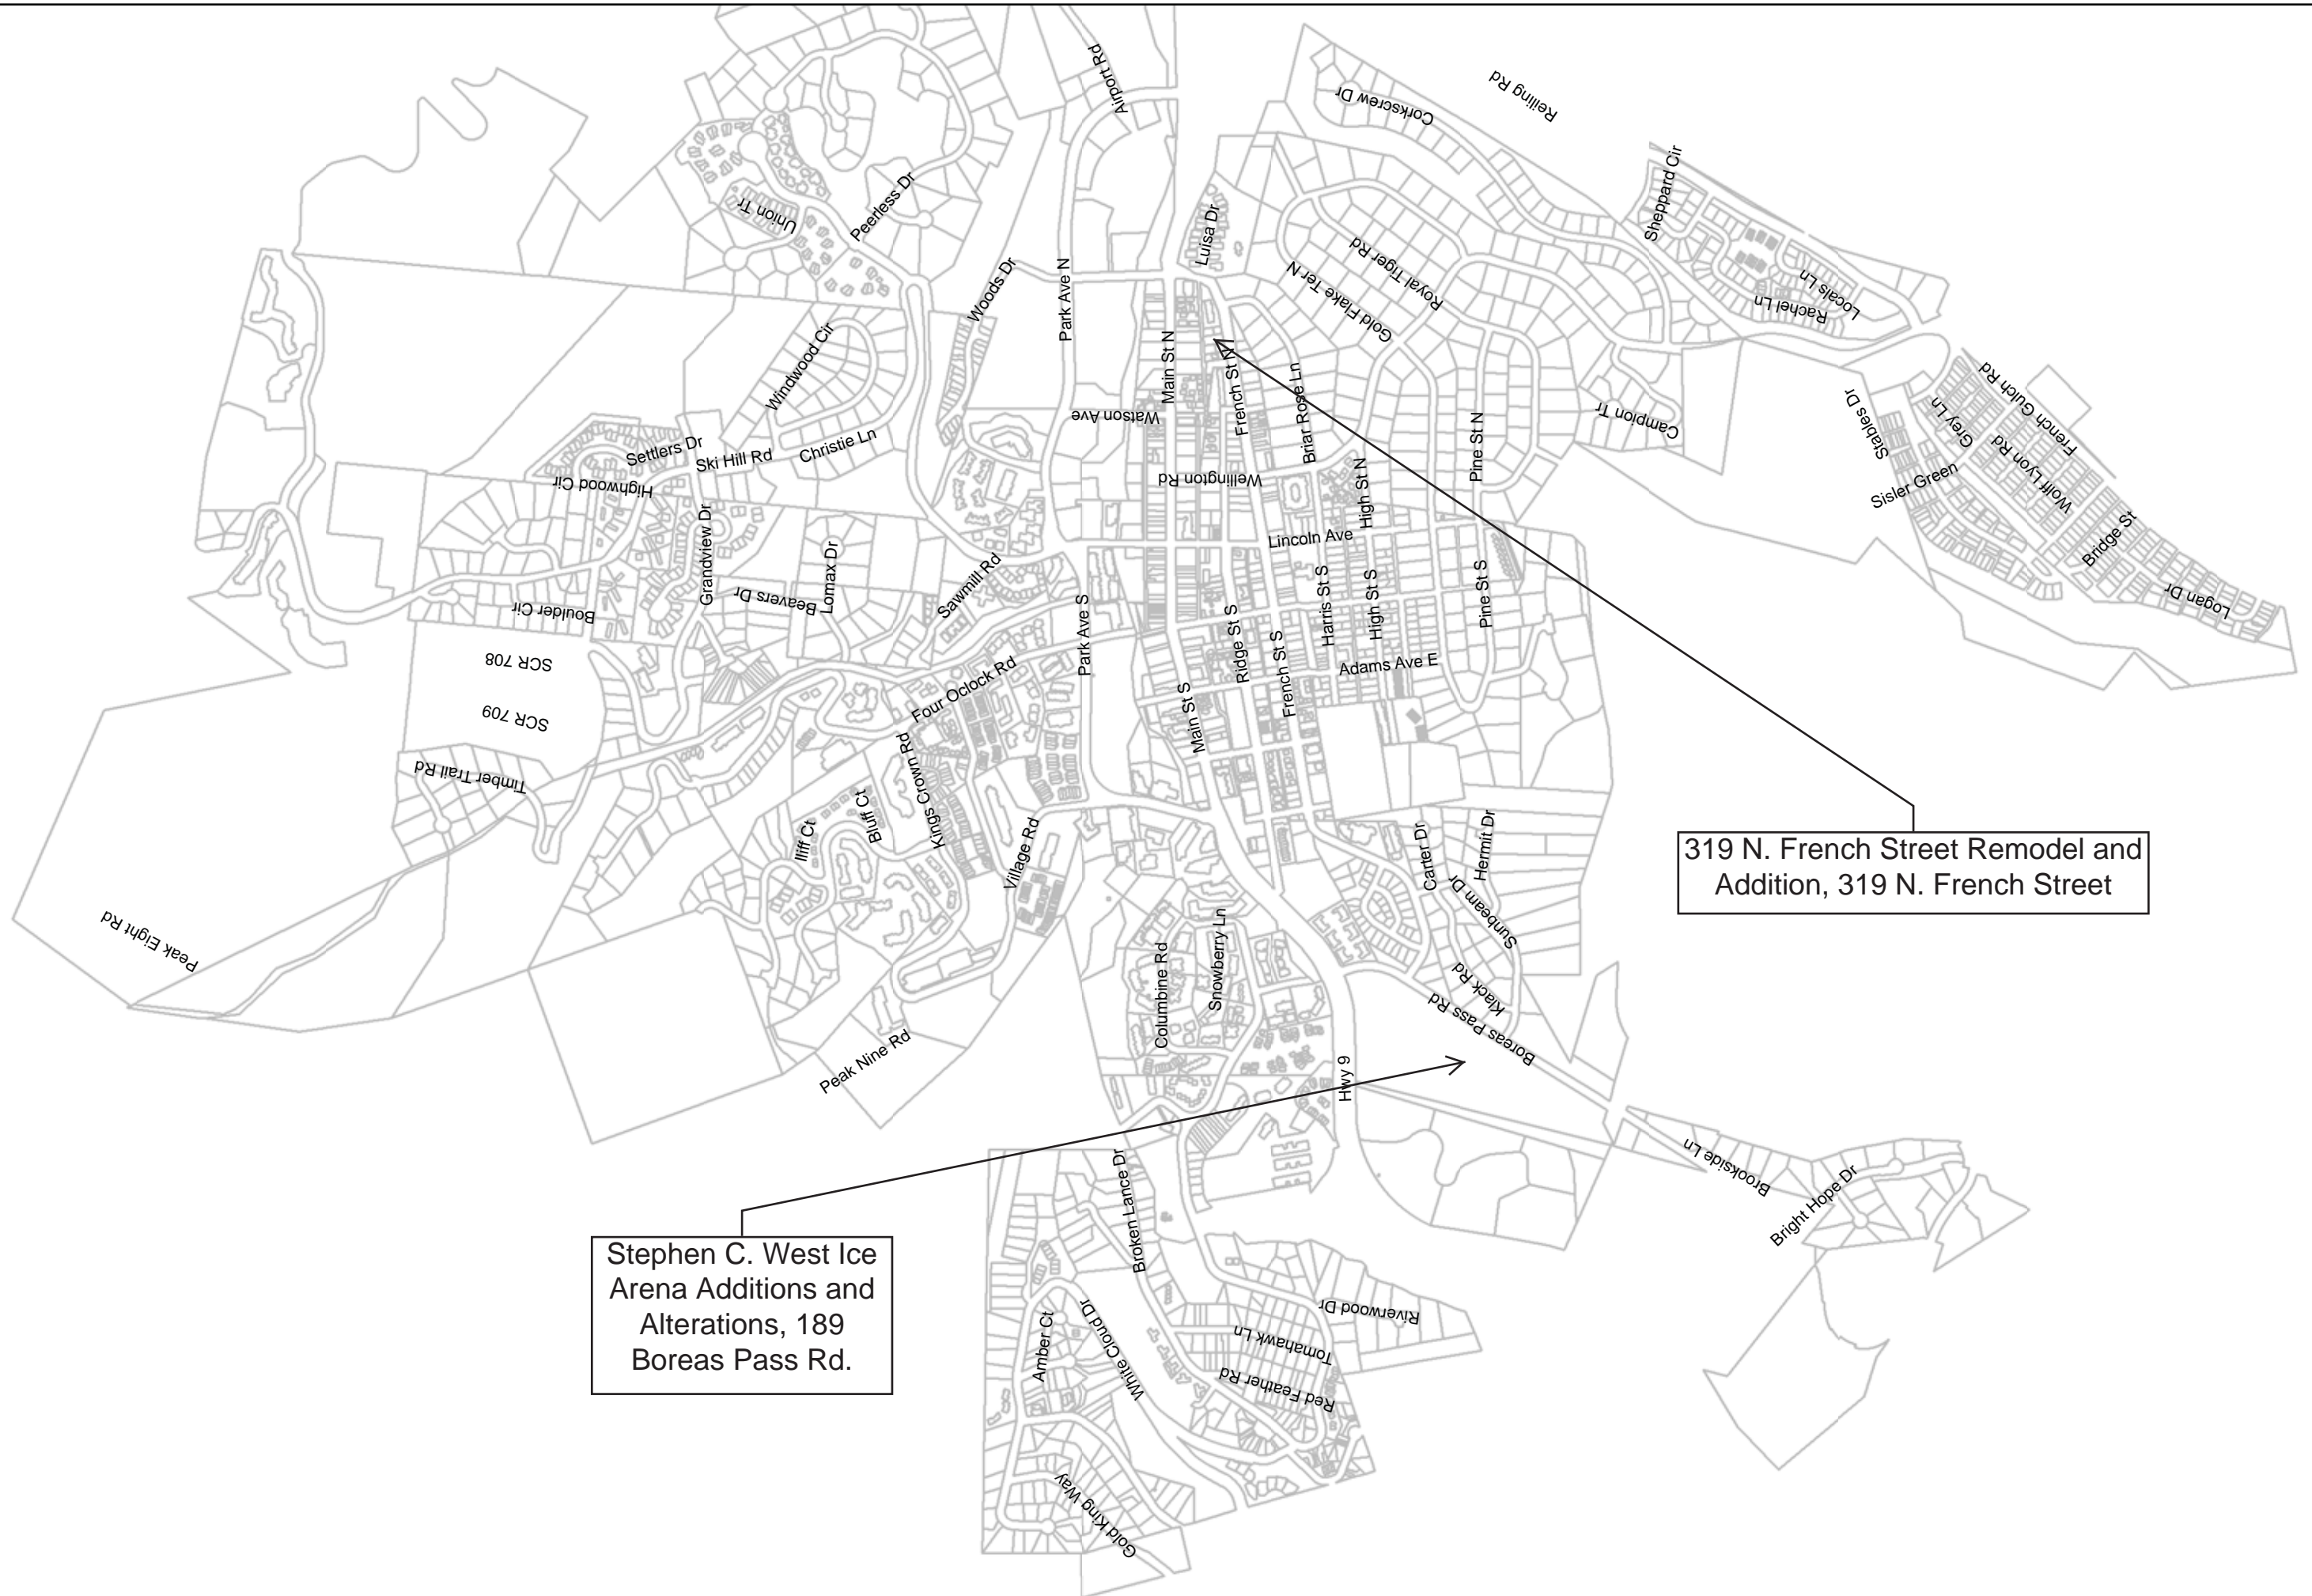 Airport Rd
Reiling Rd
Corkscrew Dr
Sheppard Cir
Union Tr
Peerless Dr
Luisa Dr
Woods Dr
Park Ave N
Gold Flake Ter N
Royal Tiger Rd
Locals Ln
Rachel Ln
Windwood Cir
Main St N
French St N
Briar Rose Ln
French St N
Watson Ave
Campion Tr
Stables Dr
Grey Ln
French Gulch Rd
Settlers Dr
Ski Hill Rd
Christie Ln
Pine St N
Wolff Lyon Rd
Highwood Cir
Wellington Rd
High St N
Sisler Green
Grandview Dr
Lincoln Ave
Bridge St
Lomax Dr
Beavers Dr
Sawmill Rd
Boulder Cir
Harris St S
High St S
Pine St S
Logan Dr
SCR 708
SCR 709
Four Oclock Rd
Park Ave S
Ridge St S
French St S
Adams Ave E
Main St S
Timber Trail Rd
Kings Crown Rd
Bluff Ct
Iliff Ct
Village Rd
Carter Dr
Hermit Dr
Sunbeam Dr
319 N. French Street Remodel and
Addition, 319 N. French Street
Peak Eight Rd
Columbine Rd
Snowberry Ln
Klack Rd
Boreas Pass Rd
Peak Nine Rd
Hwy 9
Broken Lance Dr
Brookside Ln
Bright Hope Dr
Stephen C. West Ice
Arena Additions and
Alterations, 189
Boreas Pass Rd.
Amber Ct
White Cloud Dr
Riverwood Dr
Tomahawk Ln
Red Feather Rd
Gold King Way